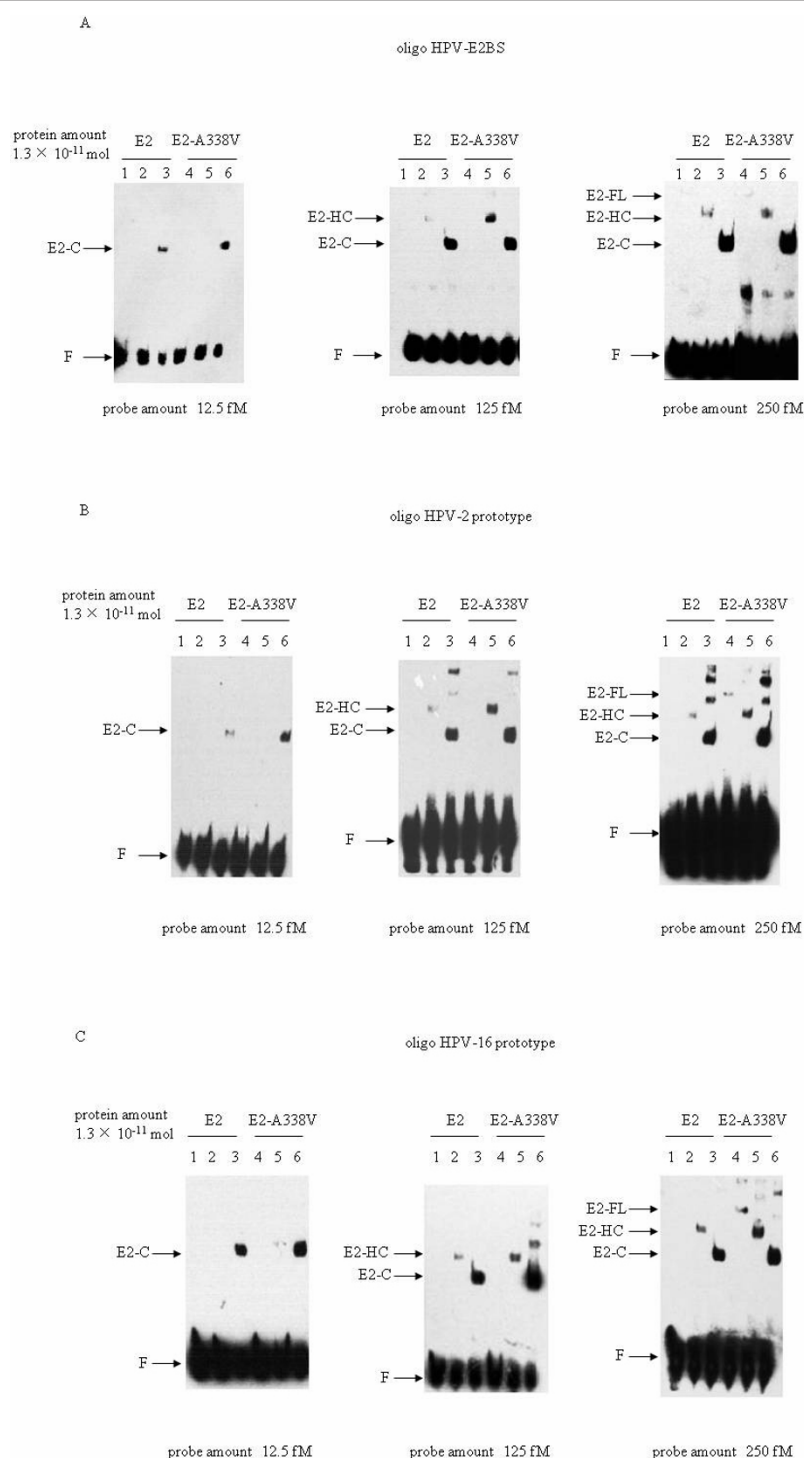 A
oligo HPV-E2BS
protein amount
1.3 × 10⁻¹¹ mol
E2 E2-A338V
1 2 3 4 5 6
E2-C
F
probe amount 12.5 fM
E2 E2-A338V
1 2 3 4 5 6
E2-HC
E2-C
F
probe amount 125 fM
E2 E2-A338V
1 2 3 4 5 6
E2-FL
E2-HC
E2-C
F
probe amount 250 fM
B
oligo HPV-2 prototype
protein amount
1.3 × 10⁻¹¹ mol
E2 E2-A338V
1 2 3 4 5 6
E2-C
F
probe amount 12.5 fM
E2 E2-A338V
1 2 3 4 5 6
E2-HC
E2-C
F
probe amount 125 fM
E2 E2-A338V
1 2 3 4 5 6
E2-FL
E2-HC
E2-C
F
probe amount 250 fM
C
oligo HPV-16 prototype
protein amount
1.3 × 10⁻¹¹ mol
E2 E2-A338V
1 2 3 4 5 6
E2-C
F
probe amount 12.5 fM
E2 E2-A338V
1 2 3 4 5 6
E2-HC
E2-C
F
probe amount 125 fM
E2 E2-A338V
1 2 3 4 5 6
E2-FL
E2-HC
E2-C
F
probe amount 250 fM